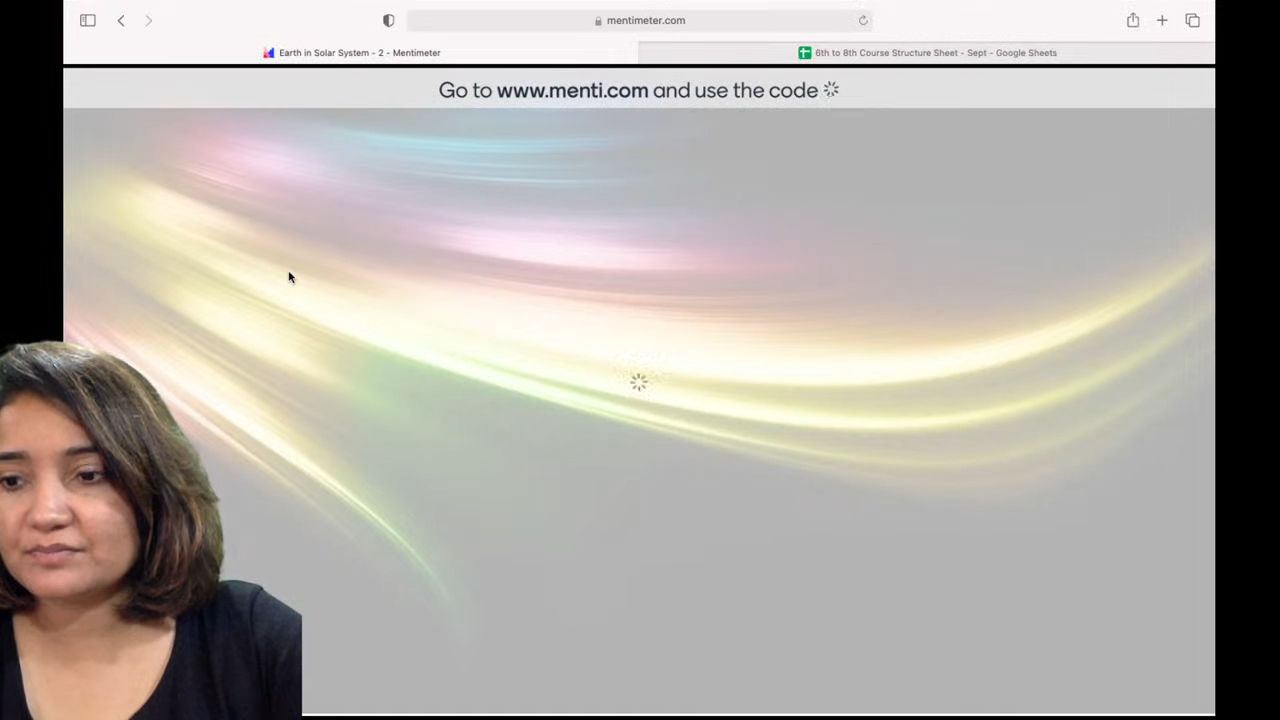 mentimeter.com
Earth in Solar System - 2 - Mentimeter
6th to 8th Course Structure Sheet - Sept - Google Sheets
Go to www.menti.com and use the code